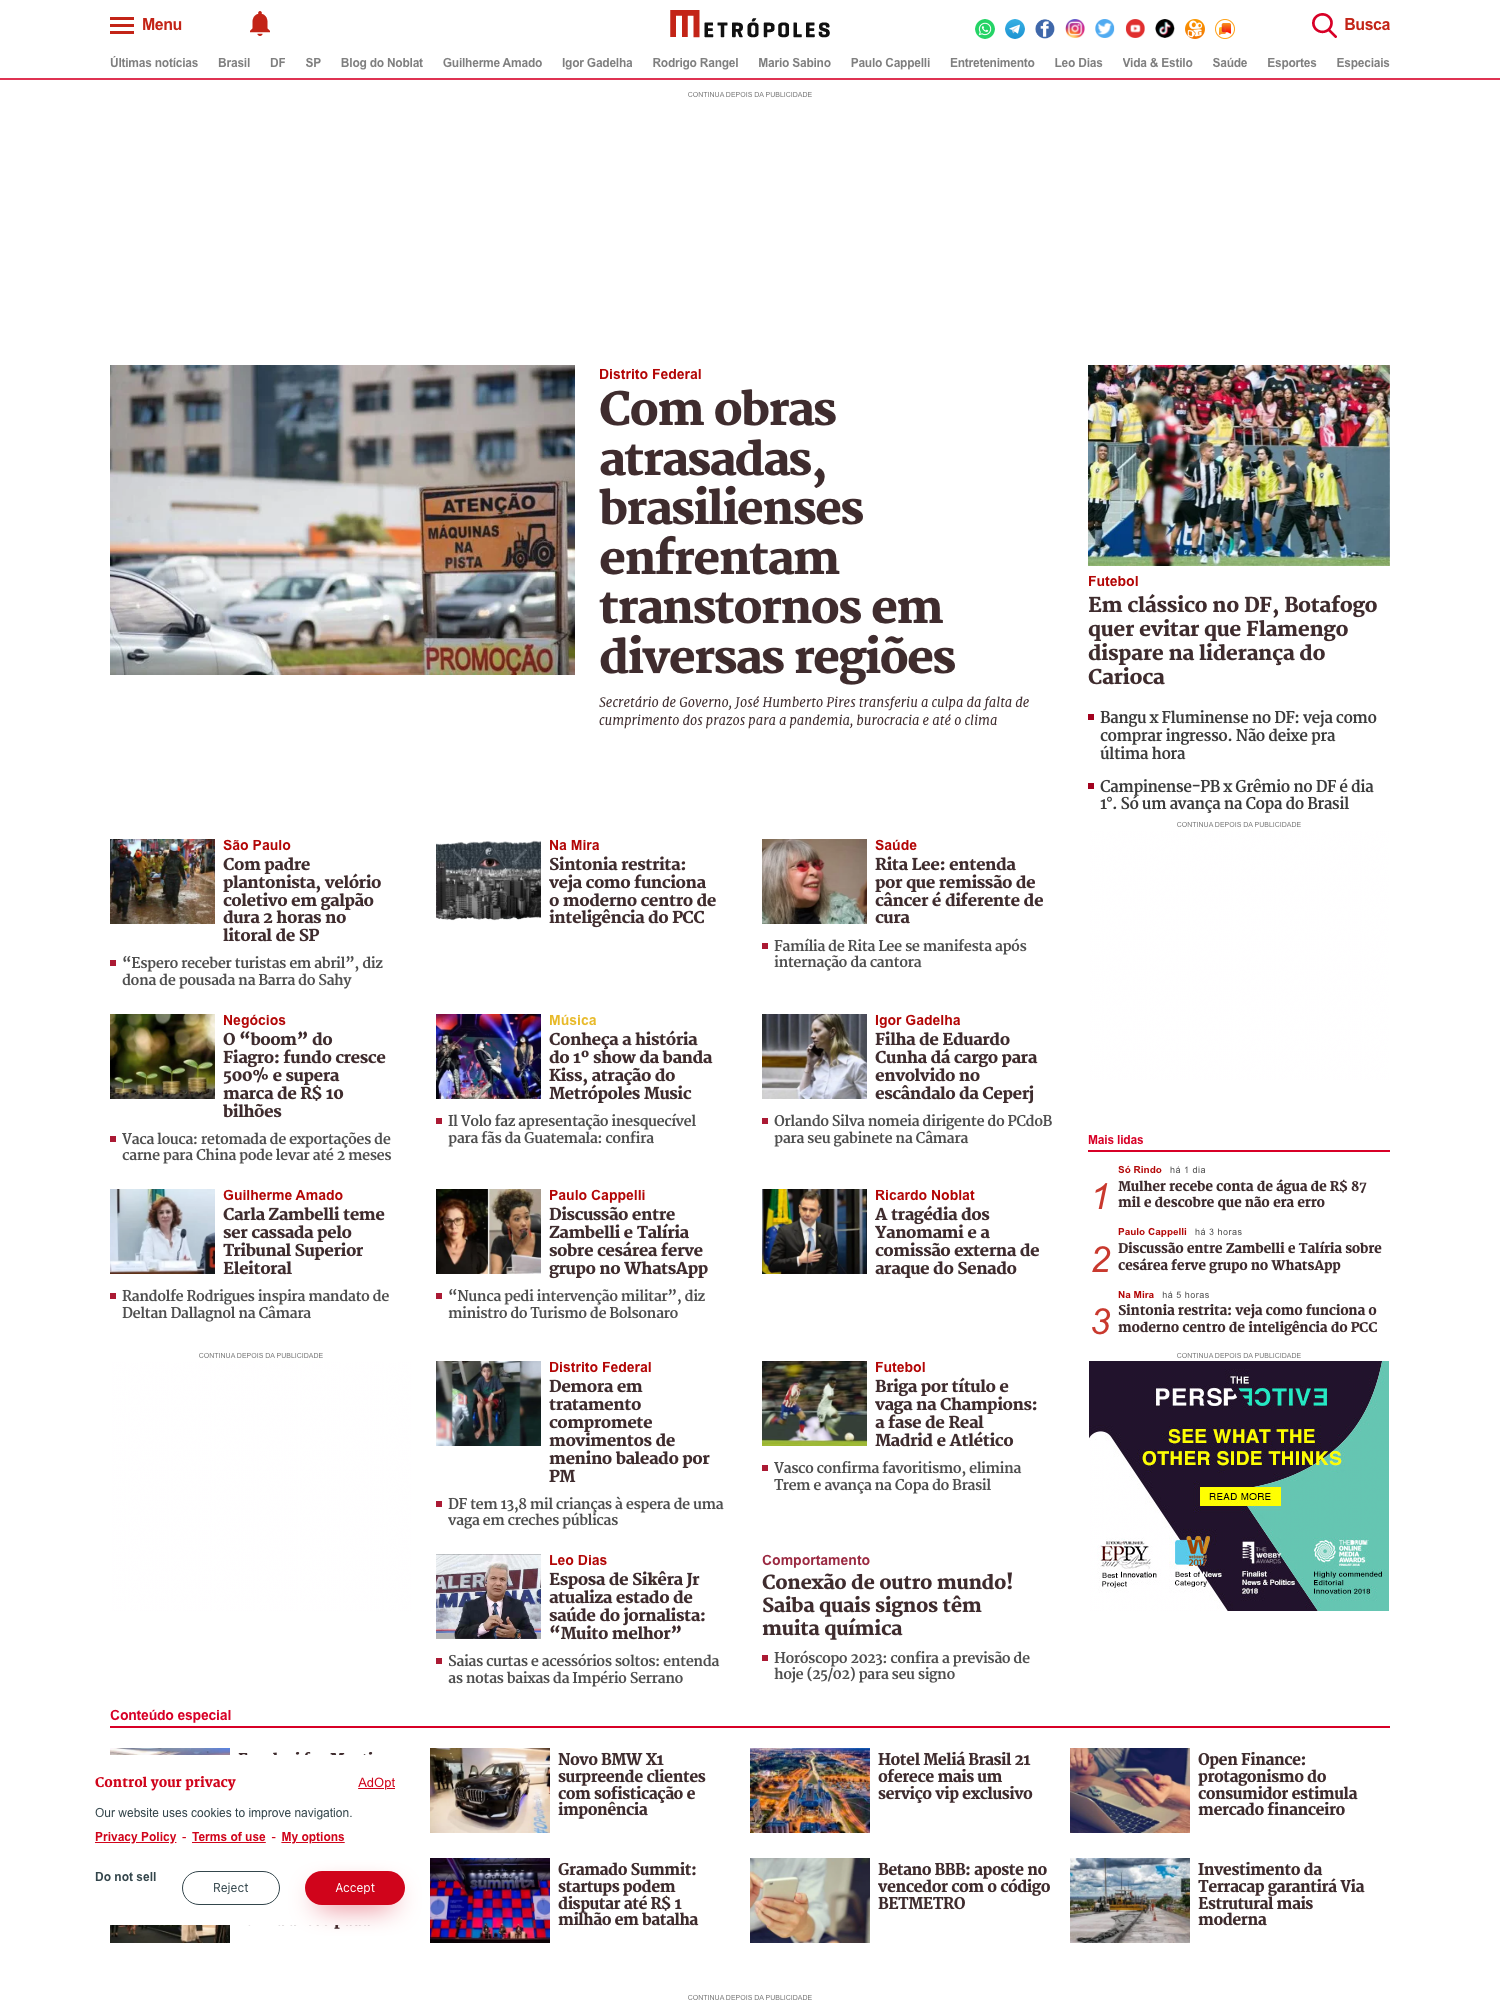 Menu
METRÓPOLES
Busca
Últimas notícias Brasil DF SP Blog do Noblat Guilherme Amado Igor Gadelha Rodrigo Rangel Mario Sabino Paulo Cappelli Entretenimento Leo Dias Vida & Estilo Saúde Esportes Especiais
CONTINUA DEPOIS DA PUBLICIDADE
ATENÇÃO
MÁQUINAS
NA
PISTA
PROMOÇÃO
Distrito Federal
Com obras
atrasadas,
brasilienses
enfrentam
transtornos em
diversas regiões
Secretário de Governo, José Humberto Pires transferiu a culpa da falta de
cumprimento dos prazos para a pandemia, burocracia e até o clima
Futebol
Em clássico no DF, Botafogo
quer evitar que Flamengo
dispare na liderança do
Carioca
Bangu x Fluminense no DF: veja como
comprar ingresso. Não deixe pra
última hora
Campinense-PB x Grêmio no DF é dia
1°. Só um avança na Copa do Brasil
CONTINUA DEPOIS DA PUBLICIDADE
São Paulo
Com padre
plantonista, velório
coletivo em galpão
dura 2 horas no
litoral de SP
“Espero receber turistas em abril”, diz
dona de pousada na Barra do Sahy
Na Mira
Sintonia restrita:
veja como funciona
o moderno centro de
inteligência do PCC
Saúde
Rita Lee: entenda
por que remissão de
câncer é diferente de
cura
Família de Rita Lee se manifesta após
internação da cantora
Negócios
O “boom” do
Fiagro: fundo cresce
500% e supera
marca de R$ 10
bilhões
Vaca louca: retomada de exportações de
carne para China pode levar até 2 meses
Música
Conheça a história
do 1º show da banda
Kiss, atração do
Metrópoles Music
Il Volo faz apresentação inesquecível
para fãs da Guatemala: confira
Igor Gadelha
Filha de Eduardo
Cunha dá cargo para
envolvido no
escândalo da Ceperj
Orlando Silva nomeia dirigente do PCdoB
para seu gabinete na Câmara
Guilherme Amado
Carla Zambelli teme
ser cassada pelo
Tribunal Superior
Eleitoral
Randolfe Rodrigues inspira mandato de
Deltan Dallagnol na Câmara
Paulo Cappelli
Discussão entre
Zambelli e Talíria
sobre cesárea ferve
grupo no WhatsApp
“Nunca pedi intervenção militar”, diz
ministro do Turismo de Bolsonaro
Ricardo Noblat
A tragédia dos
Yanomami e a
comissão externa de
araque do Senado
Mais lidas
Só Rindo há 1 dia
1 Mulher recebe conta de água de R$ 87
mil e descobre que não era erro
Paulo Cappelli há 3 horas
2 Discussão entre Zambelli e Talíria sobre
cesárea ferve grupo no WhatsApp
Na Mira há 5 horas
3 Sintonia restrita: veja como funciona o
moderno centro de inteligência do PCC
CONTINUA DEPOIS DA PUBLICIDADE
Distrito Federal
Demora em
tratamento
compromete
movimentos de
menino baleado por
PM
DF tem 13,8 mil crianças à espera de uma
vaga em creches públicas
Futebol
Briga por título e
vaga na Champions:
a fase de Real
Madrid e Atlético
Vasco confirma favoritismo, elimina
Trem e avança na Copa do Brasil
CONTINUA DEPOIS DA PUBLICIDADE
THE
PERSPECTIVE
SEE WHAT THE
OTHER SIDE THINKS
READ MORE
EPPY
Best Innovation
Project
W
2017
Best of News
Category
THE
WEBBY
AWARDS
Finalist
News & Politics
2018
THE DRUM
ONLINE
MEDIA
AWARDS
Highly commended
Editorial
Innovation 2018
ALERTA
AMAZONAS
Leo Dias
Esposa de Sikêra Jr
atualiza estado de
saúde do jornalista:
“Muito melhor”
Saias curtas e acessórios soltos: entenda
as notas baixas da Império Serrano
Comportamento
Conexão de outro mundo!
Saiba quais signos têm
muita química
Horóscopo 2023: confira a previsão de
hoje (25/02) para seu signo
Conteúdo especial
Novo BMW X1
surpreende clientes
com sofisticação e
imponência
Hotel Meliá Brasil 21
oferece mais um
serviço vip exclusivo
Open Finance:
protagonismo do
consumidor estimula
mercado financeiro
Control your privacy
AdOpt
Our website uses cookies to improve navigation.
Privacy Policy - Terms of use - My options
Do not sell
Reject
Accept
summit
Gramado Summit:
startups podem
disputar até R$ 1
milhão em batalha
Betano BBB: aposte no
vencedor com o código
BETMETRO
Investimento da
Terracap garantirá Via
Estrutural mais
moderna
CONTINUA DEPOIS DA PUBLICIDADE